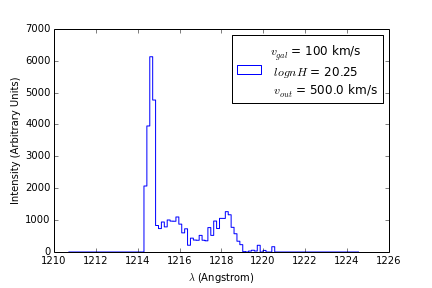 7000
6000
5000
4000
3000
2000
1000
0
Intensity (Arbitrary Units)
v_gal = 100 km/s
lognH = 20.25
v_out = 500.0 km/s
1210 1212 1214 1216 1218 1220 1222 1224 1226
λ (Angstrom)